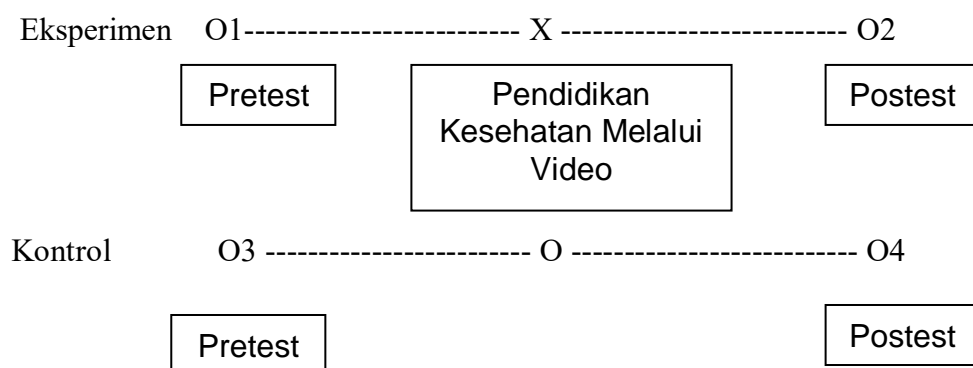 Eksperimen O1-------------------------- X --------------------------- O2
Pretest
Pendidikan
Kesehatan Melalui
Video
Postest
Kontrol O3 ------------------------- O --------------------------- O4
Pretest
Postest